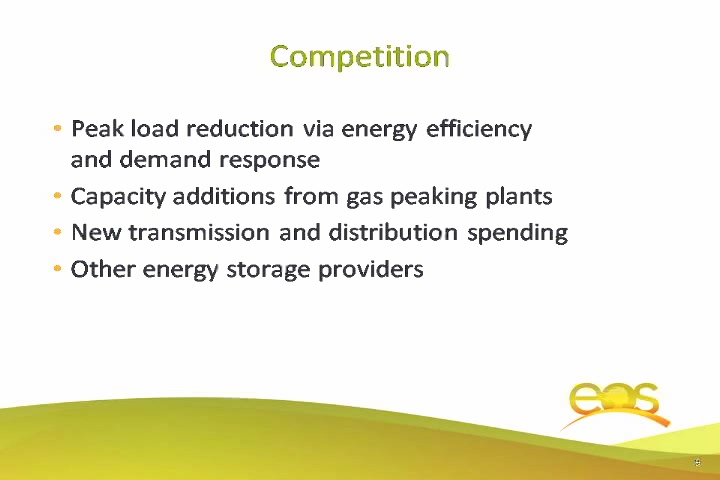 Competition
• Peak load reduction via energy efficiency
and demand response
• Capacity additions from gas peaking plants
• New transmission and distribution spending
• Other energy storage providers
eos